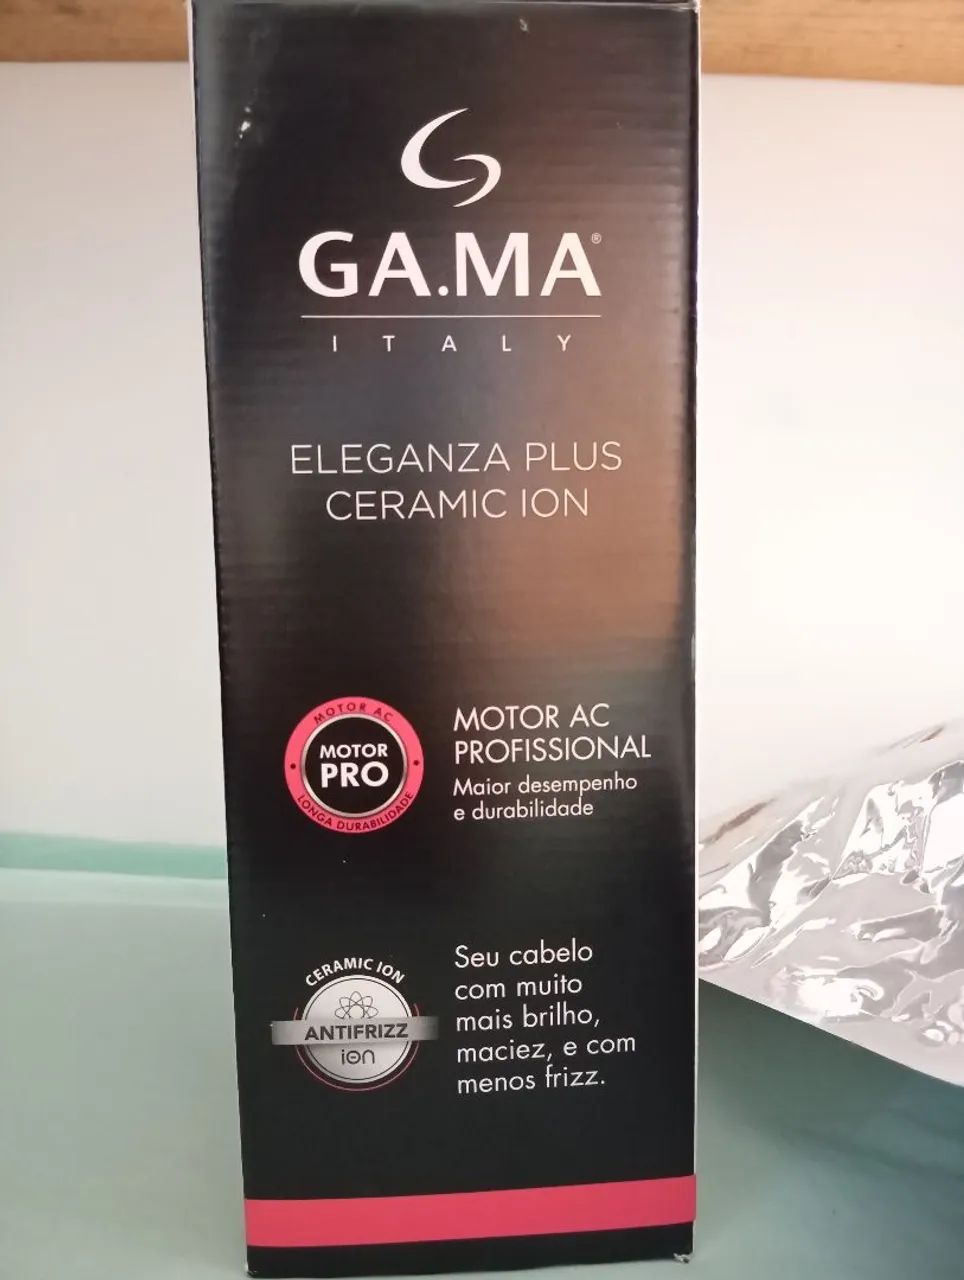 GA.MA®
ITALY
ELEGANZA PLUS
CERAMIC ION
MOTOR AC
MOTOR
PRO
LONGA DURABILIDADE
MOTOR AC
PROFISSIONAL
Maior desempenho
e durabilidade
CERAMIC ION
ANTIFRIZZ
ion
Seu cabelo
com muito
mais brilho,
maciez, e com
menos frizz.